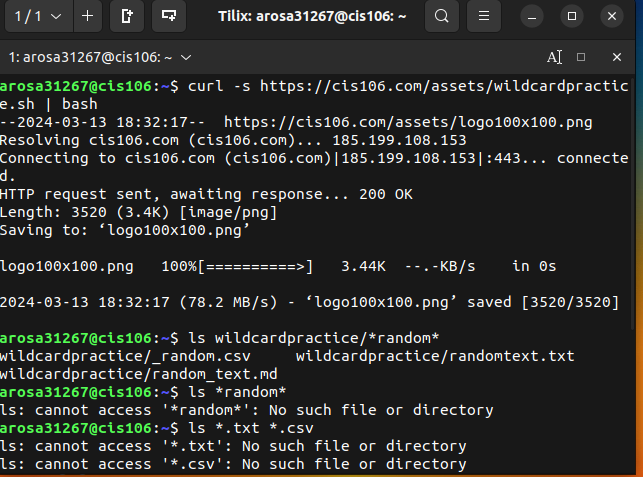 1 / 1
Tilix: arosa31267@cis106: ~
1: arosa31267@cis106: ~
arosa31267@cis106:~$ curl -s https://cis106.com/assets/wildcardpractic
e.sh | bash
--2024-03-13 18:32:17--  https://cis106.com/assets/logo100x100.png
Resolving cis106.com (cis106.com)... 185.199.108.153
Connecting to cis106.com (cis106.com)|185.199.108.153|:443... connecte
d.
HTTP request sent, awaiting response... 200 OK
Length: 3520 (3.4K) [image/png]
Saving to: ‘logo100x100.png’
logo100x100.png   100%[==========>]   3.44K  --.-KB/s    in 0s
2024-03-13 18:32:17 (78.2 MB/s) - ‘logo100x100.png’ saved [3520/3520]
arosa31267@cis106:~$ ls wildcardpractice/*random*
wildcardpractice/_random.csv     wildcardpractice/randomtext.txt
wildcardpractice/random_text.md
arosa31267@cis106:~$ ls *random*
ls: cannot access '*random*': No such file or directory
arosa31267@cis106:~$ ls *.txt *.csv
ls: cannot access '*.txt': No such file or directory
ls: cannot access '*.csv': No such file or directory